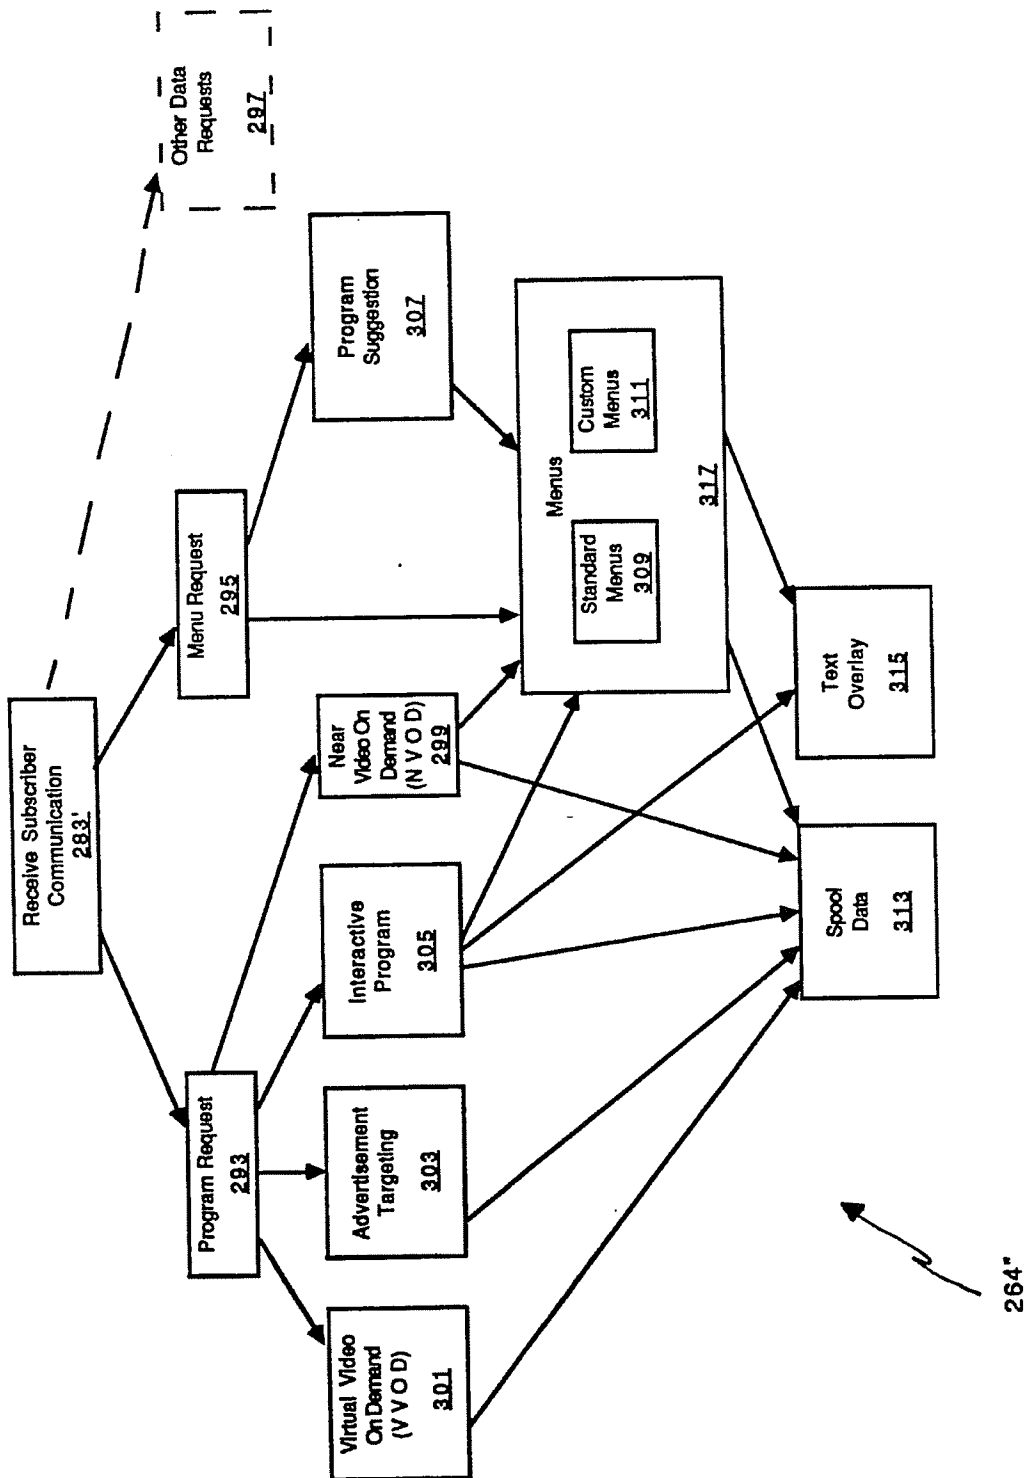 Receive Subscriber
Communication
283'
Other Data
Requests
297
Program Request
293
Menu Request
295
Virtual Video
On Demand
(V V O D)
301
Advertisement
Targeting
303
Interactive
Program
305
Near
Video On
Demand
(N V O D)
299
Program
Suggestion
307
Menus
Standard
Menus
309
Custom
Menus
311
317
Spool
Data
313
Text
Overlay
315
264"